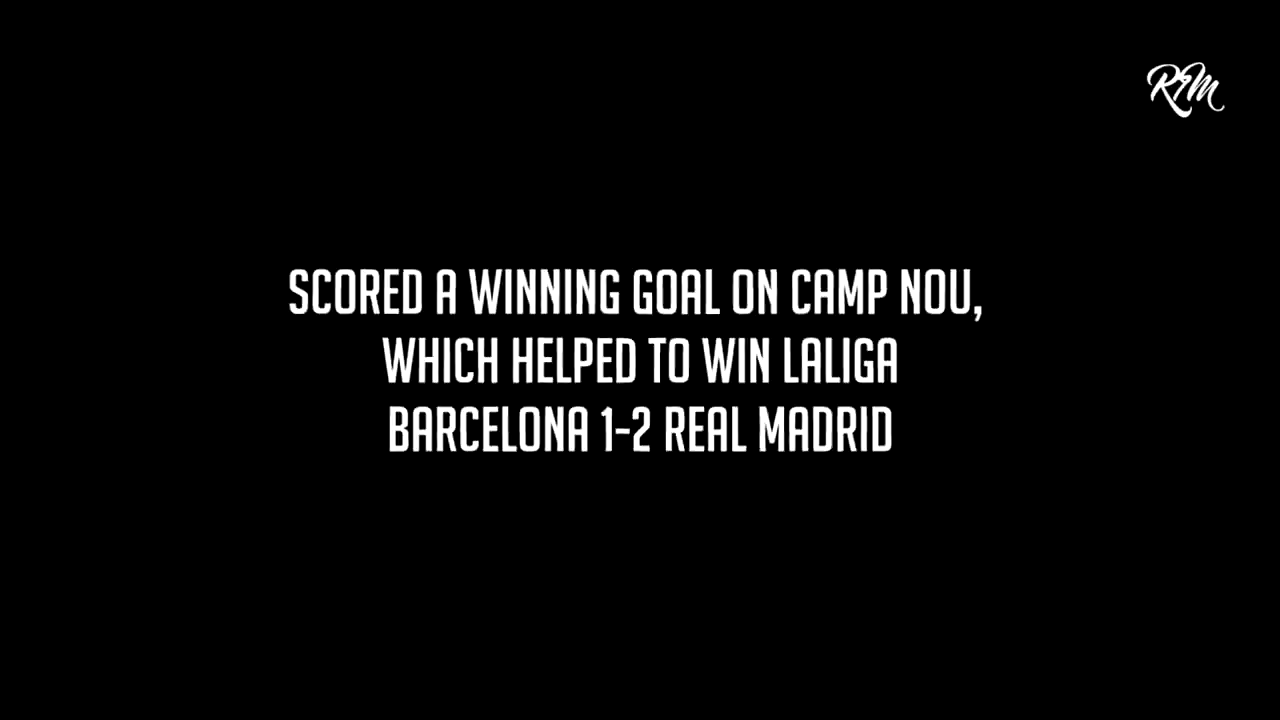 RM
SCORED A WINNING GOAL ON CAMP NOU,
WHICH HELPED TO WIN LALIGA
BARCELONA 1-2 REAL MADRID